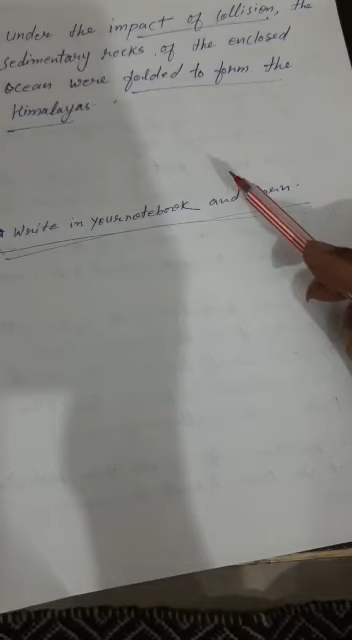 Under the impact of collision, the
sedimentary rocks of the enclosed
ocean were folded to form the
Himalayas.
* Write in your notebook and